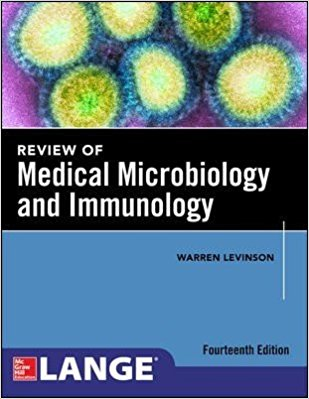 REVIEW OF
Medical Microbiology
and Immunology
WARREN LEVINSON
Fourteenth Edition
Mc
Graw
Hill
Education
LANGE®